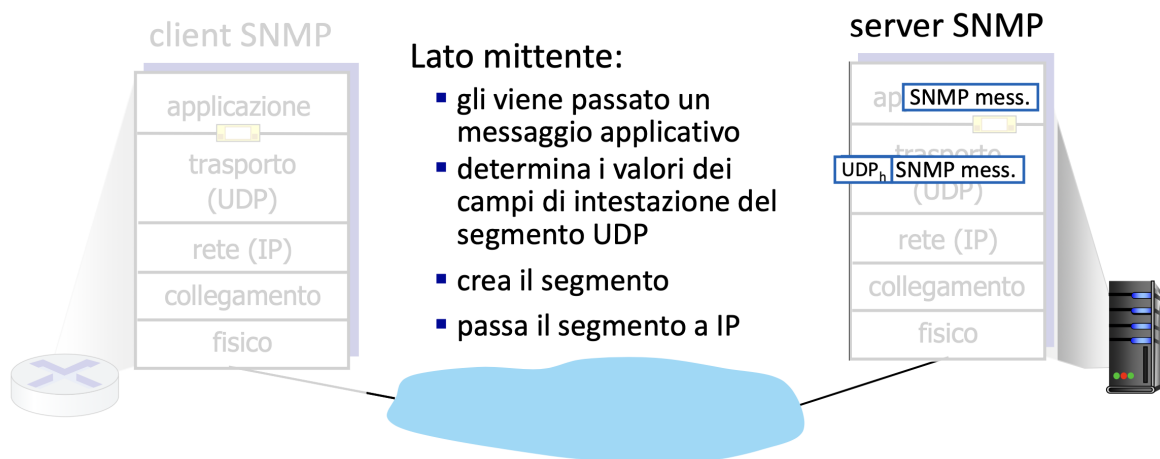 client SNMP
applicazione
trasporto
(UDP)
rete (IP)
collegamento
fisico
Lato mittente:
▪ gli viene passato un
messaggio applicativo
▪ determina i valori dei
campi di intestazione del
segmento UDP
▪ crea il segmento
▪ passa il segmento a IP
server SNMP
ap SNMP mess.
trasporto
UDPh SNMP mess.
(UDP)
rete (IP)
collegamento
fisico